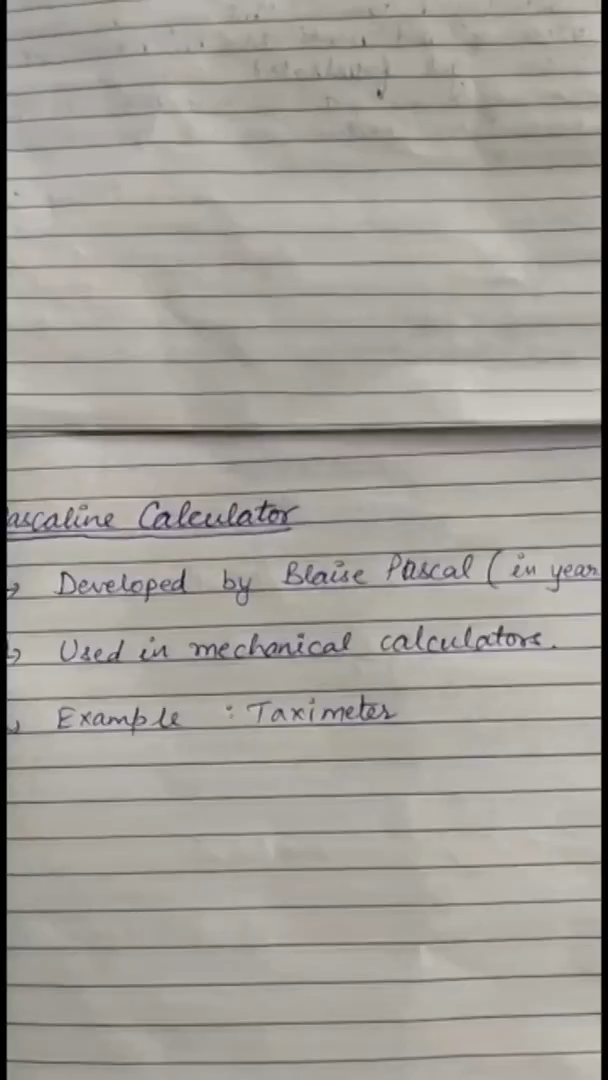 ascaline Calculator
→ Developed by Blaise Pascal (in year
→ Used in mechanical calculators.
→ Example : Taximeter